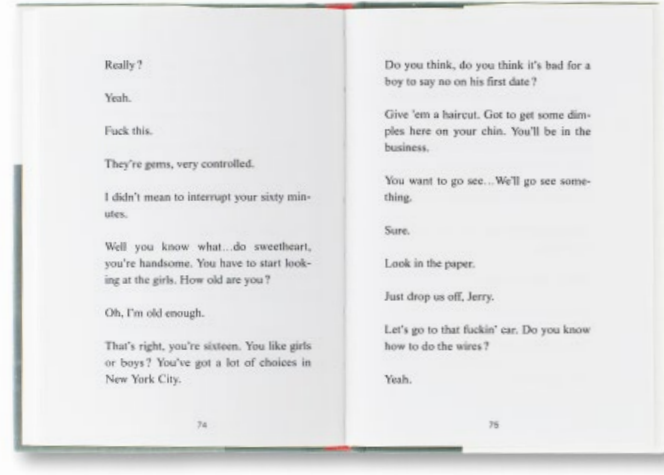 Really?
Yeah.
Fuck this.
They're gems, very controlled.
I didn't mean to interrupt your sixty min-
utes.
Well you know what...do sweetheart,
you're handsome. You have to start look-
ing at the girls. How old are you?
Oh, I'm old enough.
That's right, you're sixteen. You like girls
or boys? You've got a lot of choices in
New York City.
74
Do you think, do you think it's bad for a
boy to say no on his first date?
Give 'em a haircut. Got to get some dim-
ples here on your chin. You'll be in the
business.
You want to go see...We'll go see some-
thing.
Sure.
Look in the paper.
Just drop us off, Jerry.
Let's go to that fuckin' car. Do you know
how to do the wires?
Yeah.
75